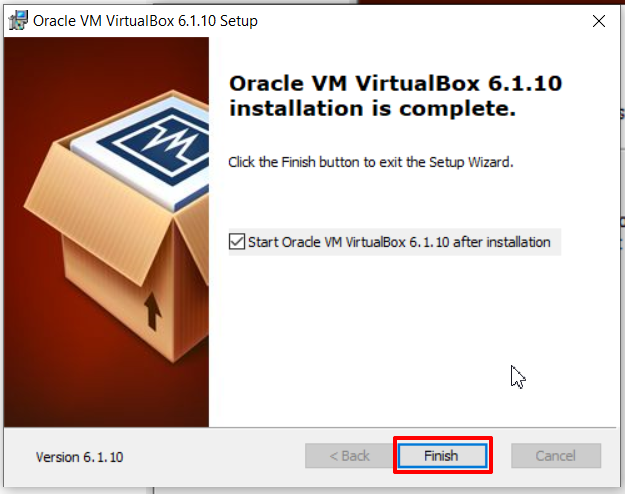 Oracle VM VirtualBox 6.1.10 Setup
Oracle VM VirtualBox 6.1.10
installation is complete.
Click the Finish button to exit the Setup Wizard.
Start Oracle VM VirtualBox 6.1.10 after installation
Version 6.1.10
< Back
Finish
Cancel